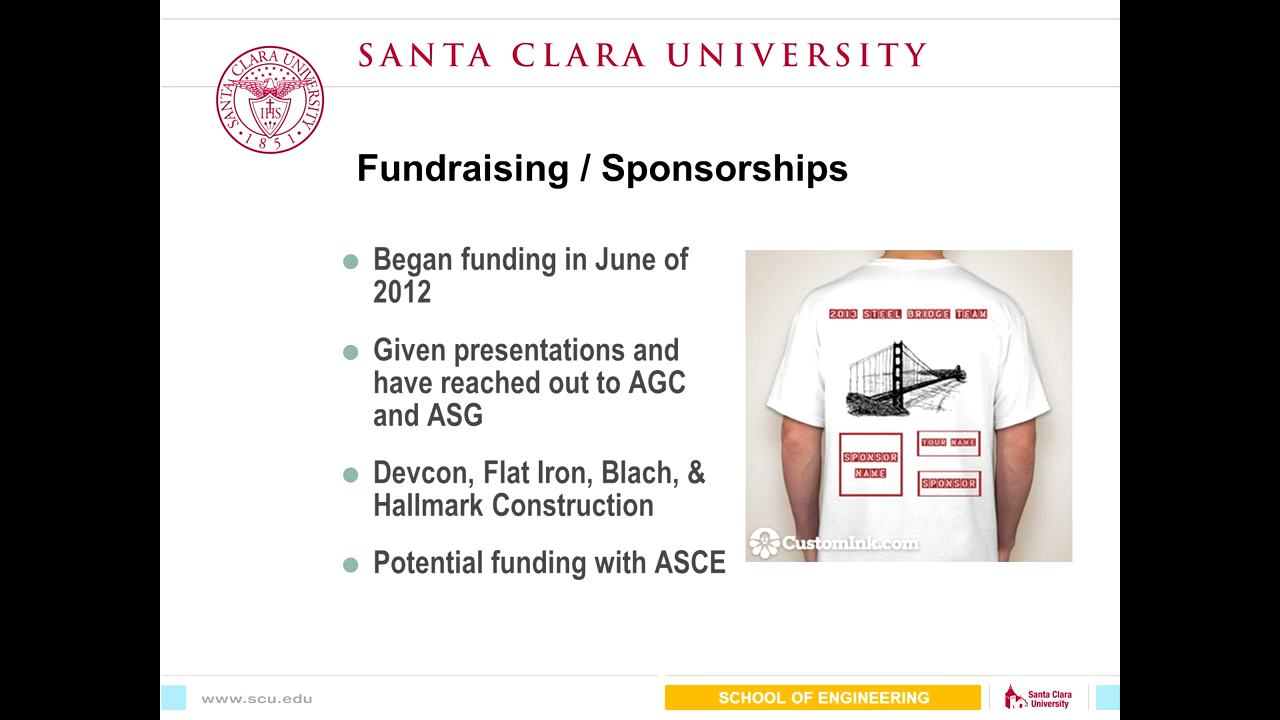 SANTA CLARA UNIVERSITY
SANTA CLARA UNIVERSITY
IHS
1851
Fundraising / Sponsorships
Began funding in June of
2012
Given presentations and
have reached out to AGC
and ASG
Devcon, Flat Iron, Blach, &
Hallmark Construction
Potential funding with ASCE
2013 STEEL BRIDGE TEAM
SPONSOR
NAME
YOUR NAME
SPONSOR
CustomInk.com
www.scu.edu
SCHOOL OF ENGINEERING
Santa Clara
University